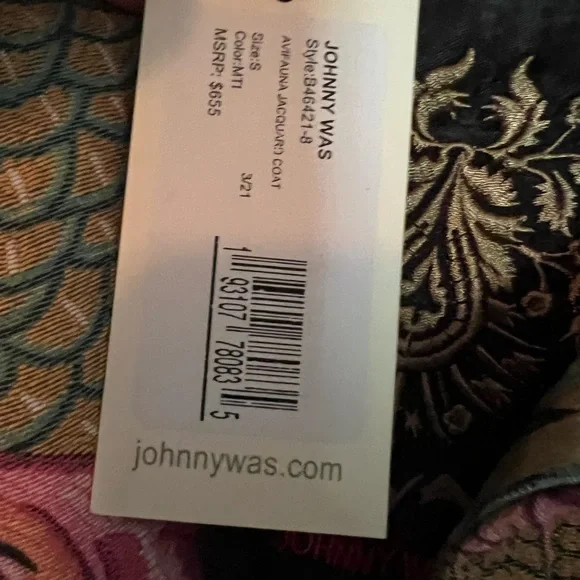 JOHNNY WAS
Style:B46421-8
AVIFAUNA JACQUARD COAT
Size:S
Color:MTI 3/21
MSRP: $655
1 93107 78083 5
johnnywas.com
JOHNNY W